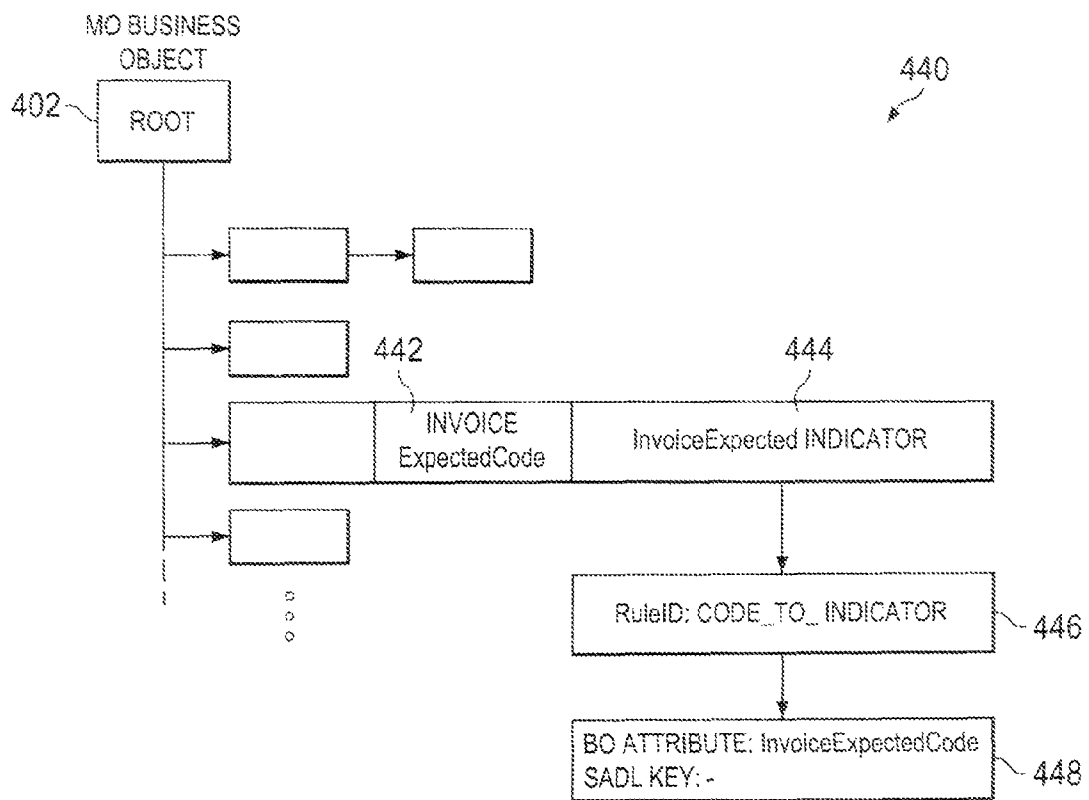 MO BUSINESS
OBJECT
440
402
ROOT
442
444
INVOICE
ExpectedCode
InvoiceExpected INDICATOR
RuleID: CODE_TO_ INDICATOR
446
BO ATTRIBUTE: InvoiceExpectedCode
SADL KEY: -
448